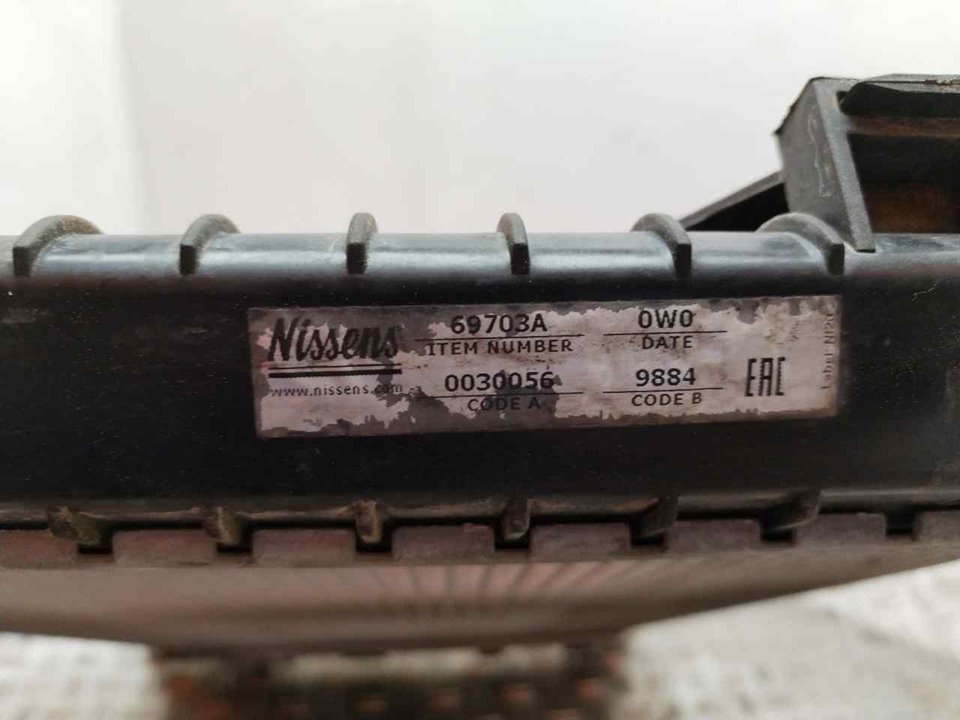 Nissens
www.nissens.com
69703A
ITEM NUMBER
0W0
DATE
0030056
CODE A
9884
CODE B
EAC